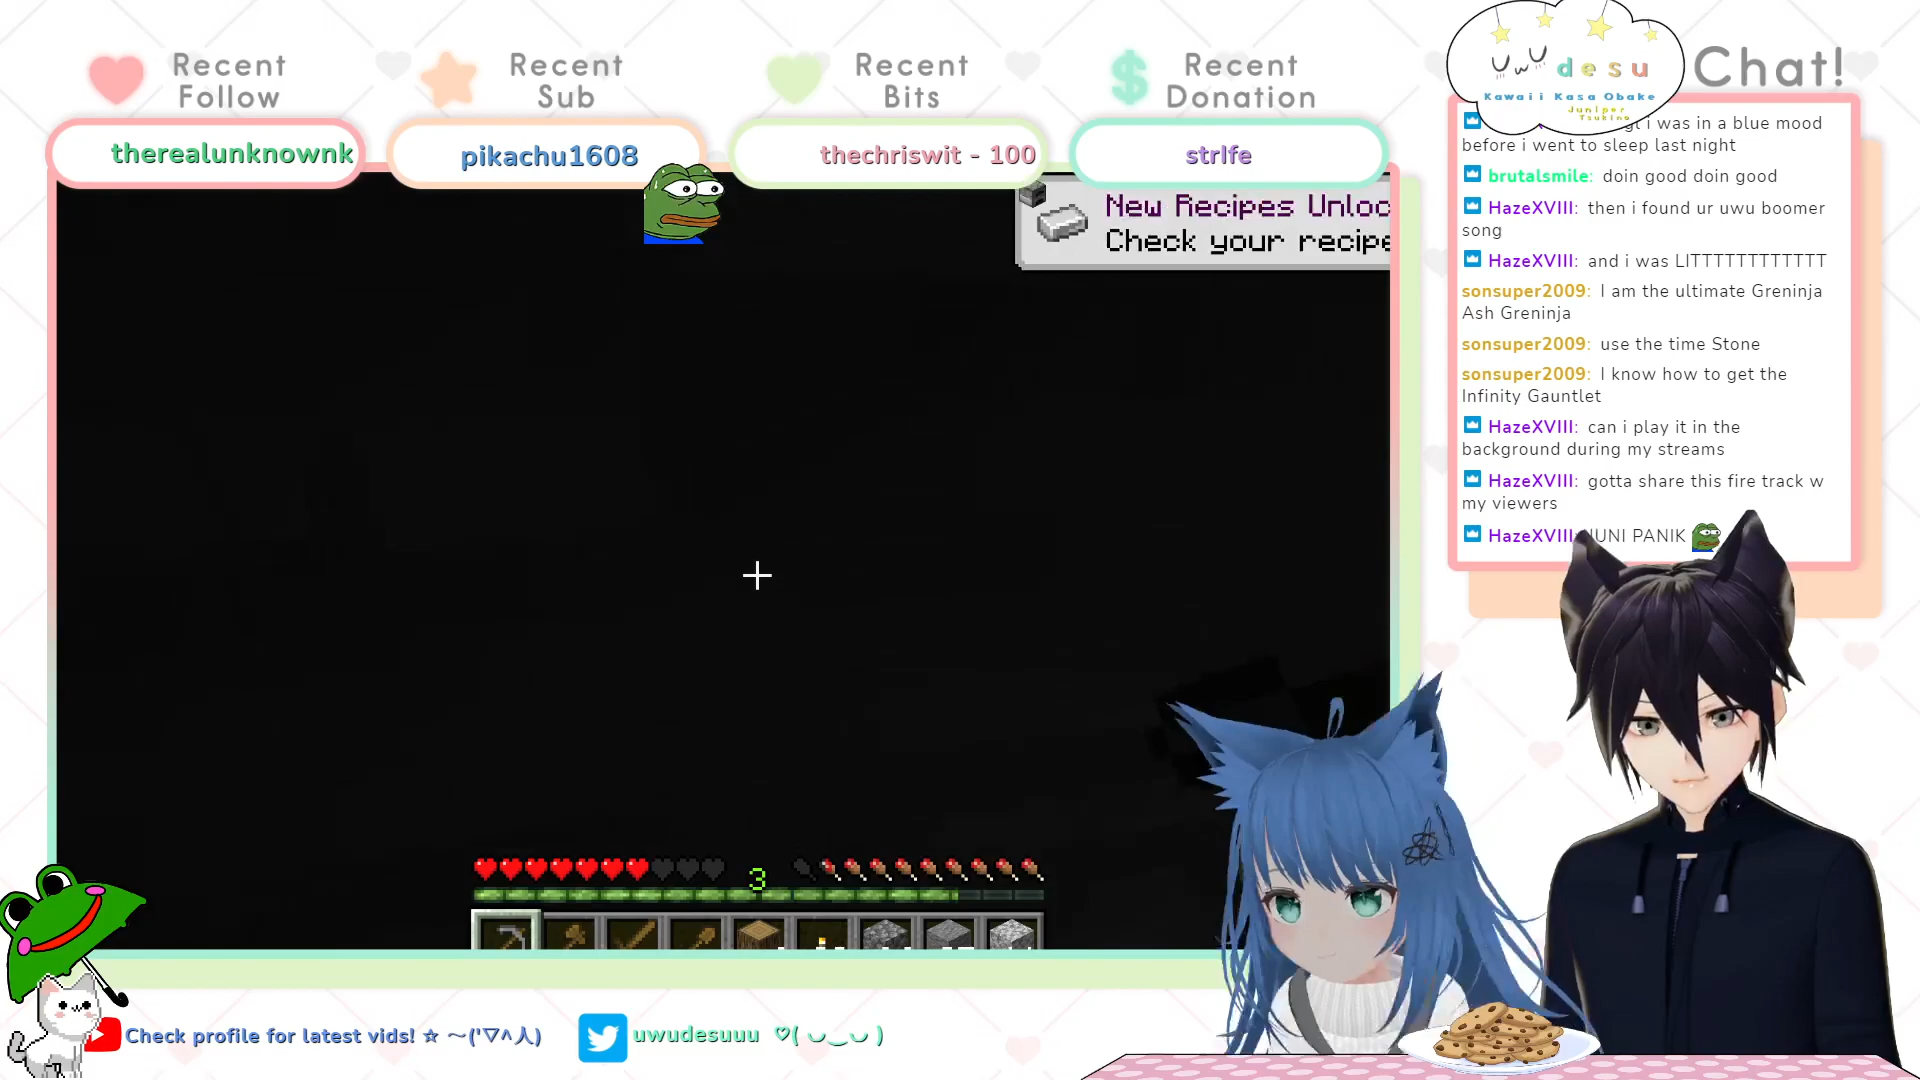 Recent
Follow
Recent
Sub
Recent
Bits
Recent
Donation
UwU desu
Kawaii Kasa Obake
Juniper
Tsukino
Chat!
therealunknownk
pikachu1608
thechriswit - 100
strlfe
New Recipes Unloc
Check your recipe
i was in a blue mood
before i went to sleep last night
brutalsmile: doin good doin good
HazeXVIII: then i found ur uwu boomer
song
HazeXVIII: and i was LITTTTTTTTTTTT
sonsuper2009: I am the ultimate Greninja
Ash Greninja
sonsuper2009: use the time Stone
sonsuper2009: I know how to get the
Infinity Gauntlet
HazeXVIII: can i play it in the
background during my streams
HazeXVIII: gotta share this fire track w
my viewers
HazeXVIII: JUNI PANIK
3
Check profile for latest vids! ☆ ～('▽^人)
uwudesuuu ♡( ◡‿◡ )